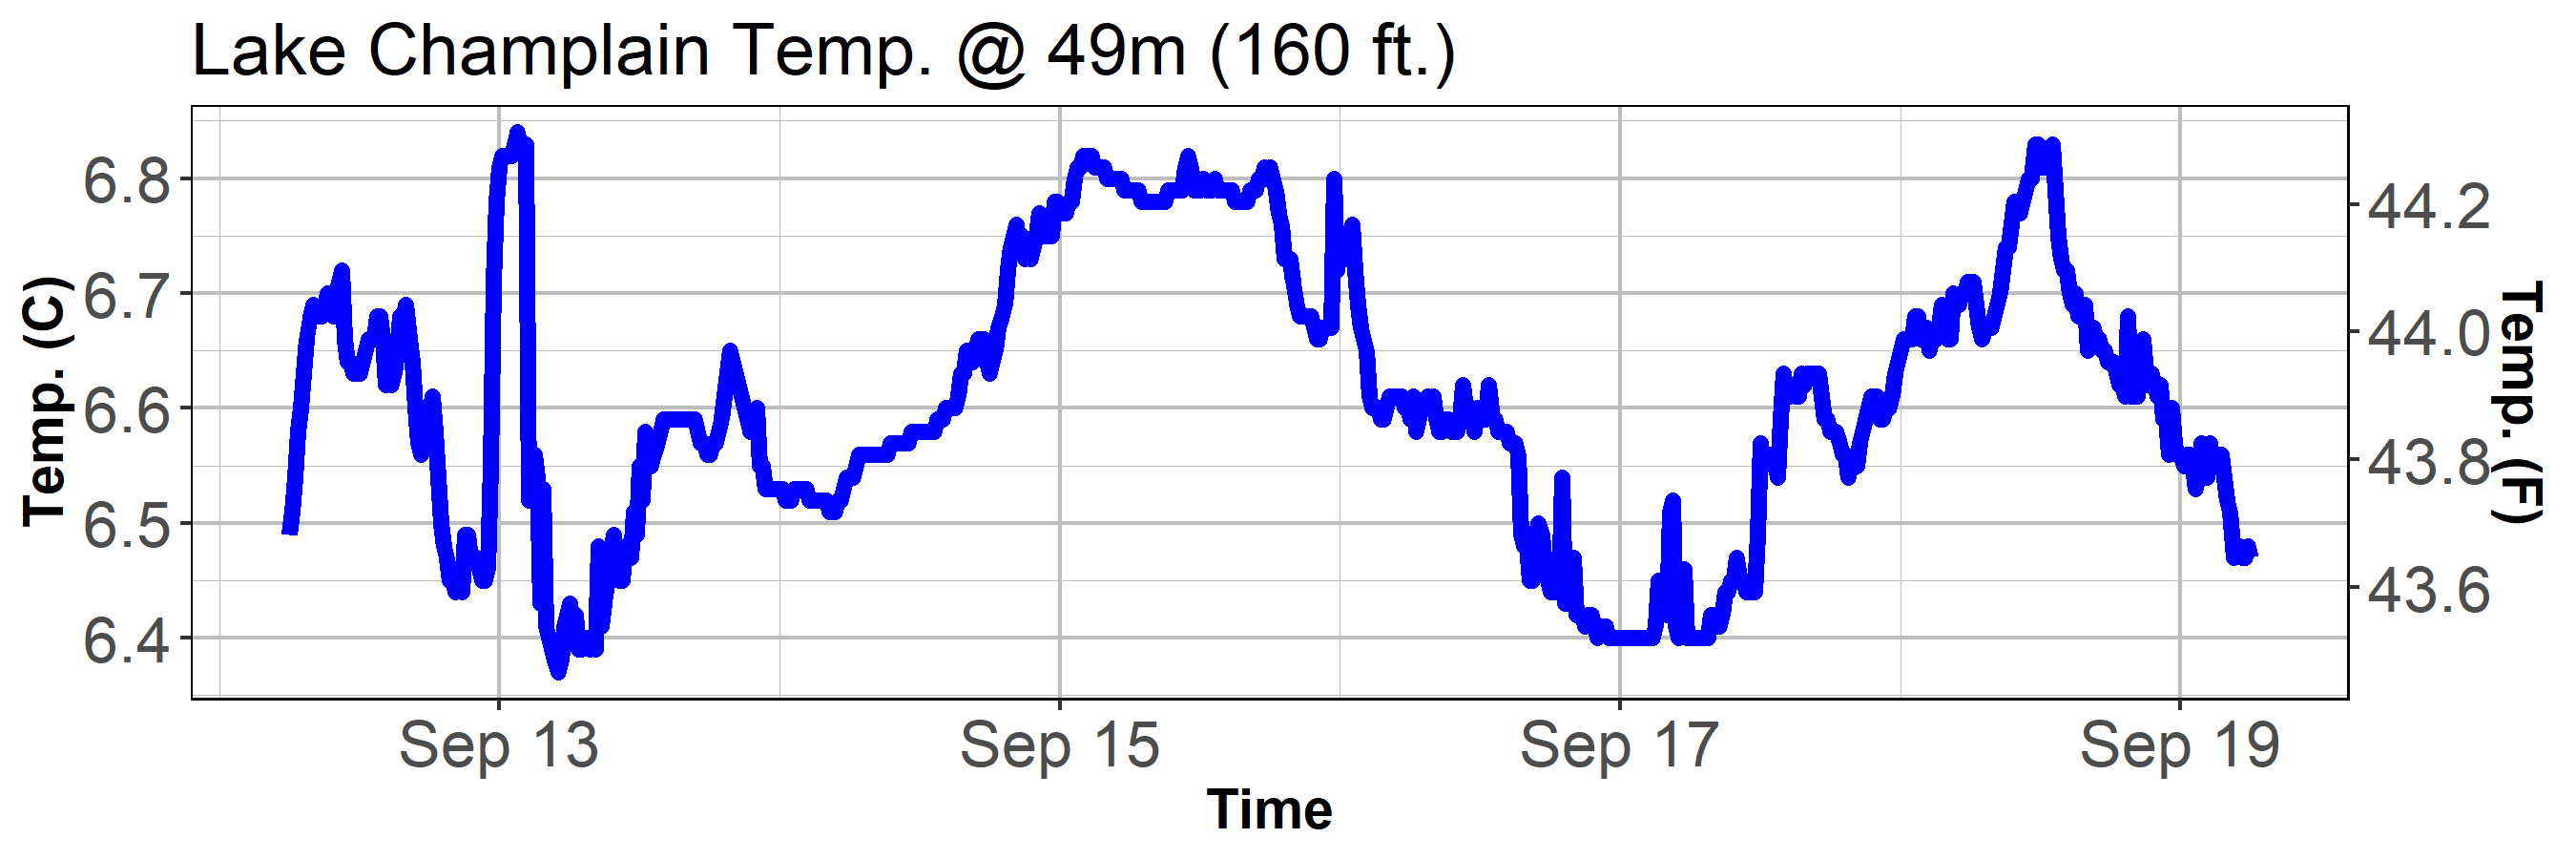 Lake Champlain Temp. @ 49m (160 ft.)
Temp. (C)
6.8
6.7
6.6
6.5
6.4
44.2
44.0
43.8
43.6
Temp. (F)
Sep 13 Sep 15 Sep 17 Sep 19
Time